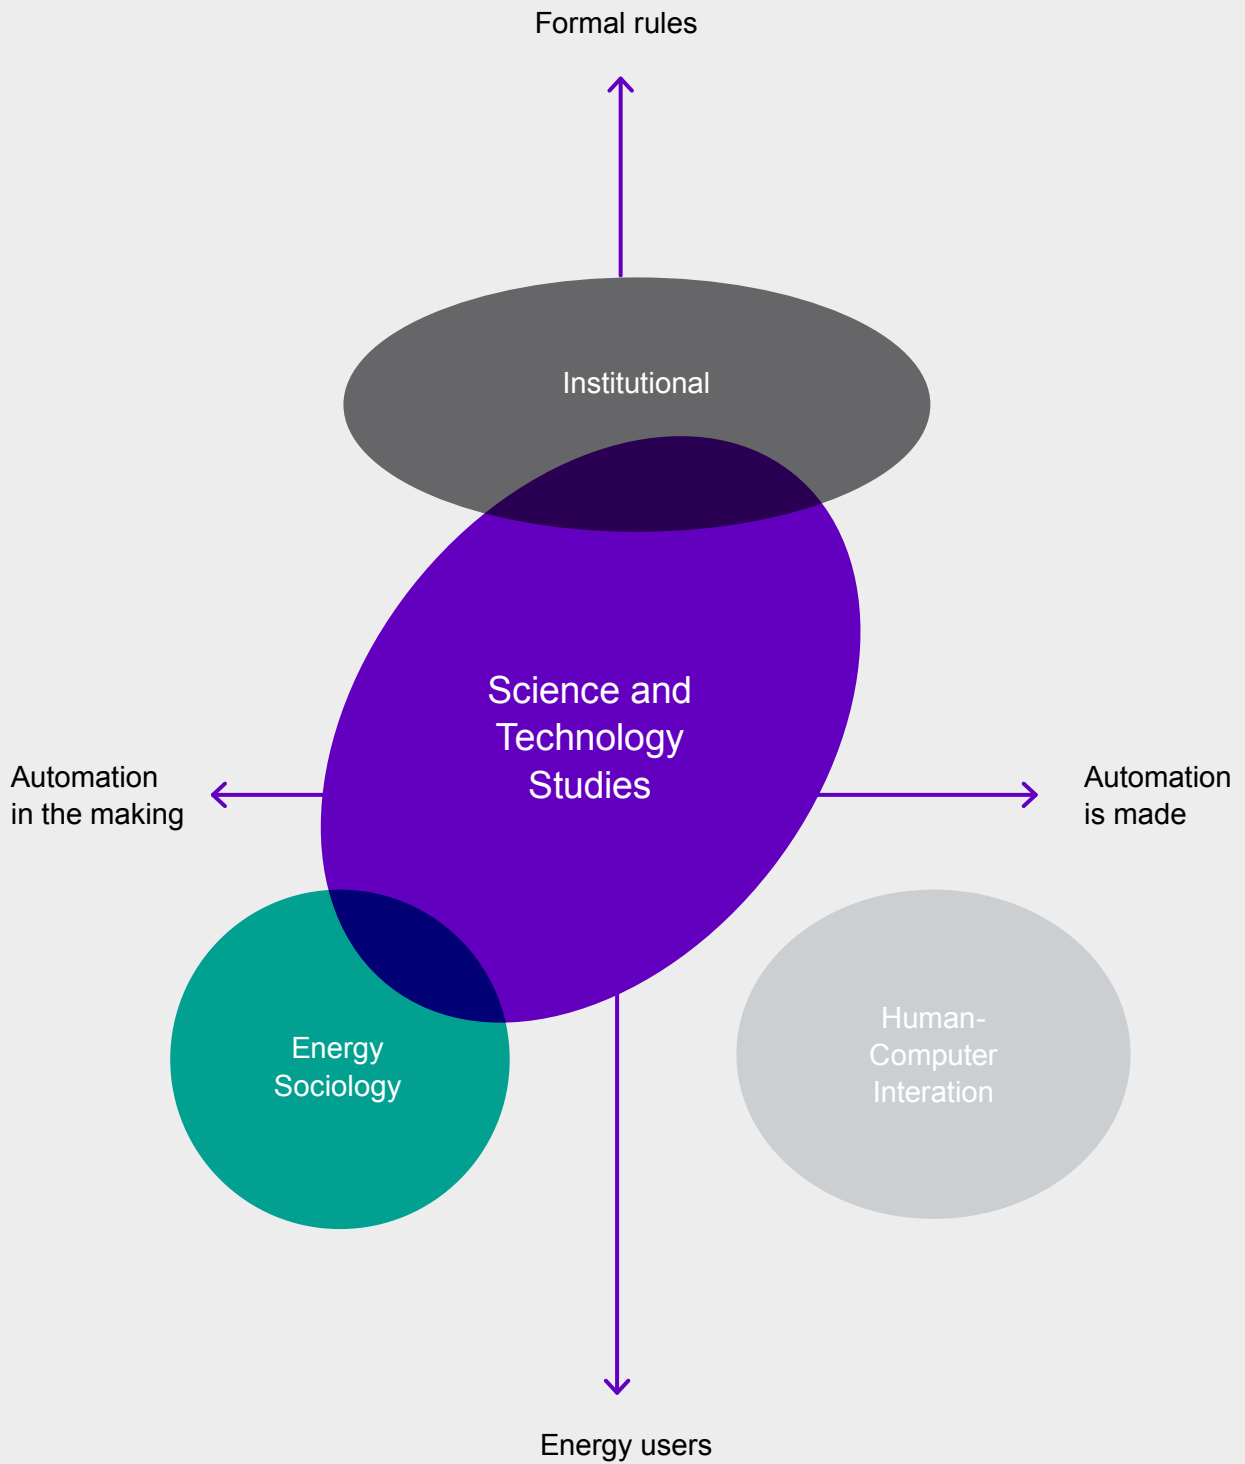 Formal rules
Institutional
Science and
Technology
Studies
Automation
in the making
Automation
is made
Energy
Sociology
Human-
Computer
Interation
Energy users